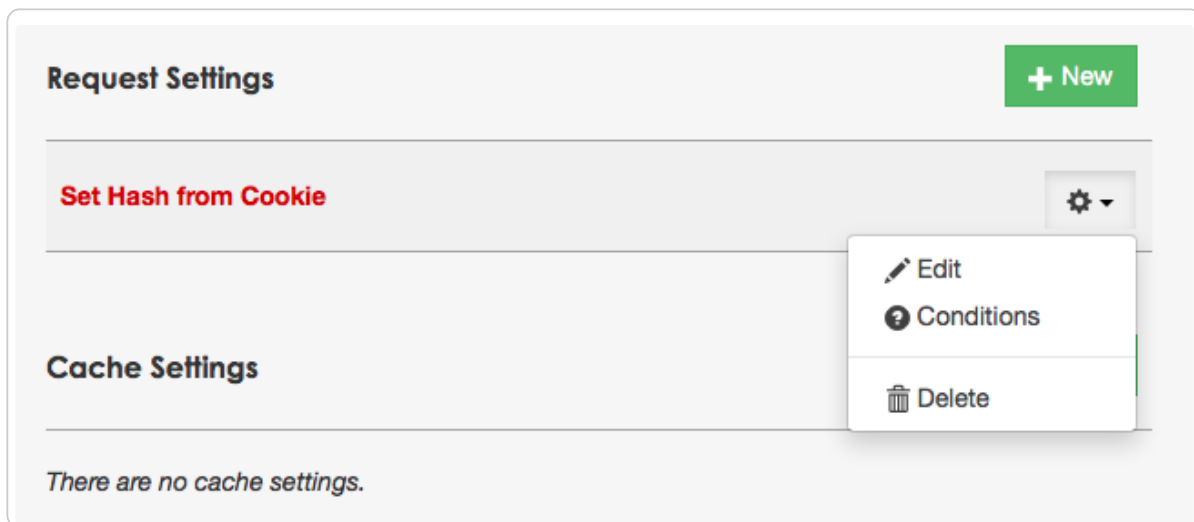 Request Settings
New
Set Hash from Cookie
Edit
Conditions
Cache Settings
Delete
There are no cache settings.